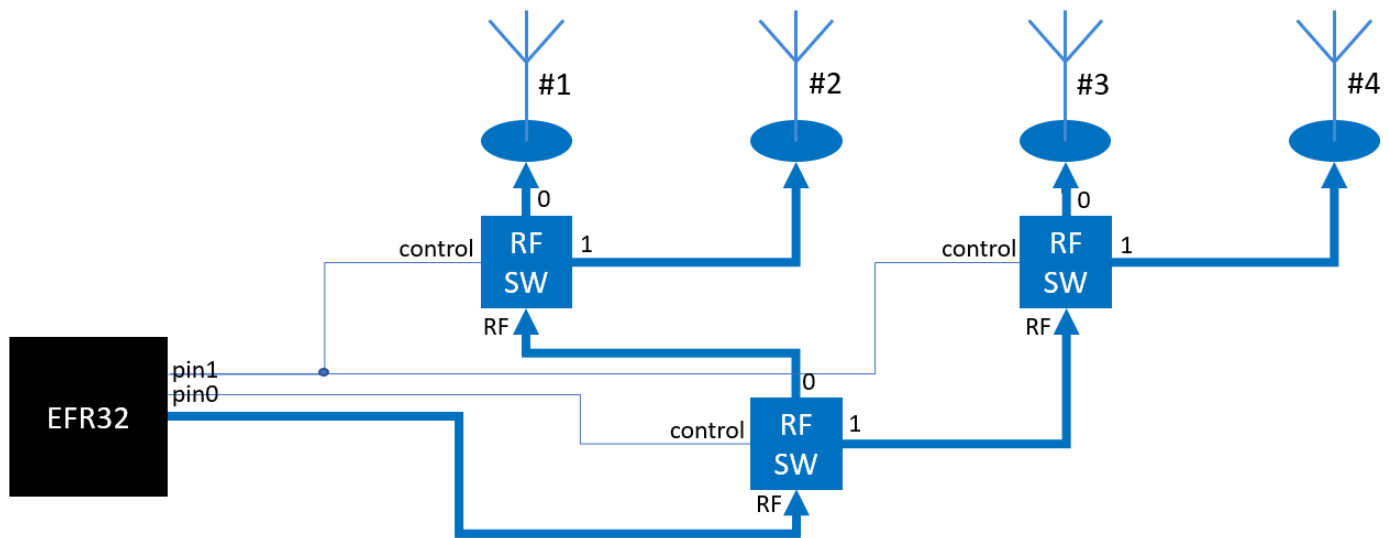 #1
#2
#3
#4
0
0
control
RF
SW
1
control
RF
SW
1
RF
RF
pin1
pin0
EFR32
0
control
RF
SW
1
RF